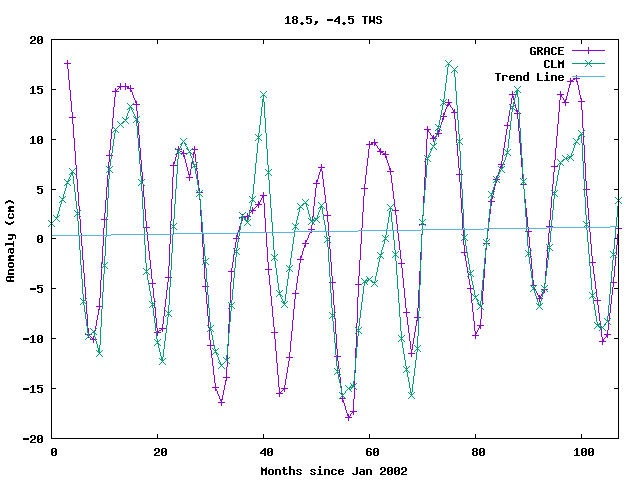 18.5, -4.5 TWS
GRACE
CLM
Trend Line
20
15
10
5
0
-5
-10
-15
-20
Anomaly (cm)
0 20 40 60 80 100
Months since Jan 2002